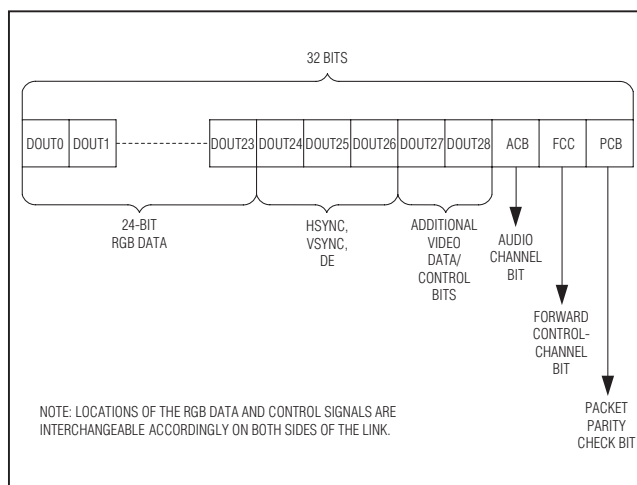 32 BITS
DOUT0 DOUT1 DOUT23 DOUT24 DOUT25 DOUT26 DOUT27 DOUT28 ACB FCC PCB
24-BIT
RGB DATA
HSYNC,
VSYNC,
DE
ADDITIONAL
VIDEO
DATA/
CONTROL
BITS
AUDIO
CHANNEL
BIT
FORWARD
CONTROL-
CHANNEL
BIT
PACKET
PARITY
CHECK BIT
NOTE: LOCATIONS OF THE RGB DATA AND CONTROL SIGNALS ARE
INTERCHANGEABLE ACCORDINGLY ON BOTH SIDES OF THE LINK.